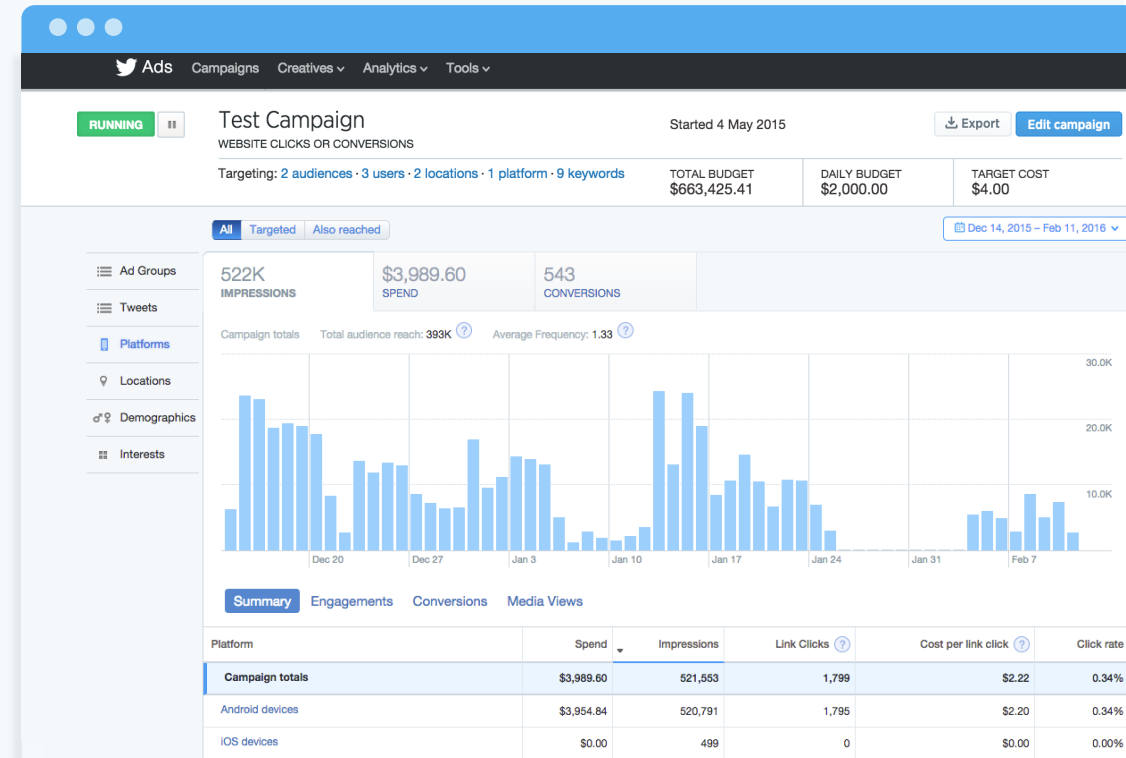 Ads Campaigns Creatives Analytics Tools
RUNNING
Test Campaign
WEBSITE CLICKS OR CONVERSIONS
Started 4 May 2015
Export
Edit campaign
Targeting: 2 audiences · 3 users · 2 locations · 1 platform · 9 keywords
TOTAL BUDGET
$663,425.41
DAILY BUDGET
$2,000.00
TARGET COST
$4.00
All Targeted Also reached
Dec 14, 2015 – Feb 11, 2016
Ad Groups
Tweets
Platforms
Locations
Demographics
Interests
522K
IMPRESSIONS
$3,989.60
SPEND
543
CONVERSIONS
Campaign totals Total audience reach: 393K ? Average Frequency: 1.33 ?
30.0K
20.0K
10.0K
Dec 20 Dec 27 Jan 3 Jan 10 Jan 17 Jan 24 Jan 31 Feb 7
Summary Engagements Conversions Media Views
Platform Spend Impressions Link Clicks ? Cost per link click ? Click rate
Campaign totals $3,989.60 521,553 1,799 $2.22 0.34%
Android devices $3,954.84 520,791 1,795 $2.20 0.34%
iOS devices $0.00 499 0 $0.00 0.00%